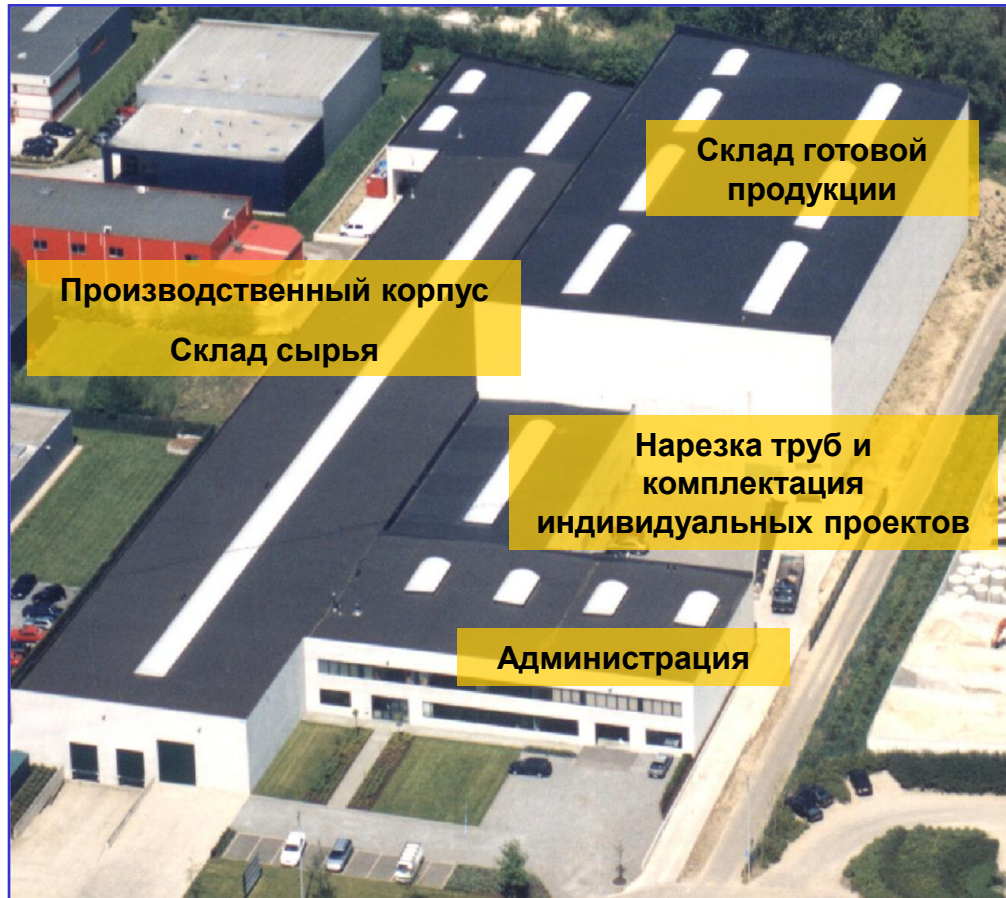 Склад готовой
продукции
Производственный корпус
Склад сырья
Нарезка труб и
комплектация
индивидуальных проектов
Администрация